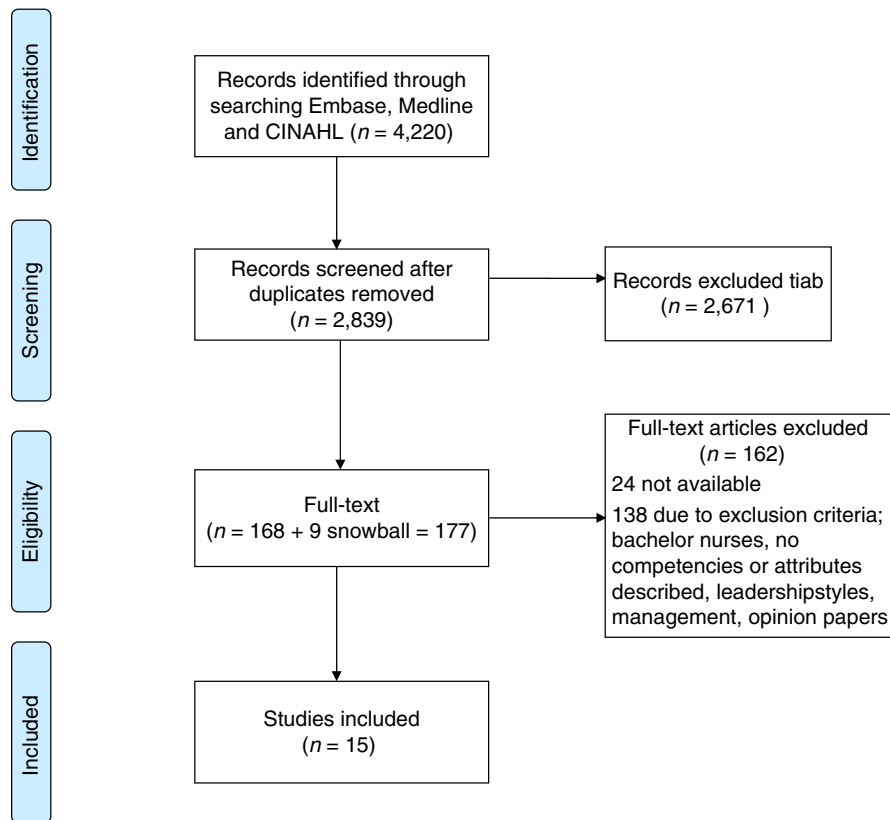 Identification
Records identified through
searching Embase, Medline
and CINAHL (n = 4,220)
Screening
Records screened after
duplicates removed
(n = 2,839)
Records excluded tiab
(n = 2,671 )
Eligibility
Full-text
(n = 168 + 9 snowball = 177)
Full-text articles excluded
(n = 162)
24 not available
138 due to exclusion criteria;
bachelor nurses, no
competencies or attributes
described, leadershipstyles,
management, opinion papers
Included
Studies included
(n = 15)